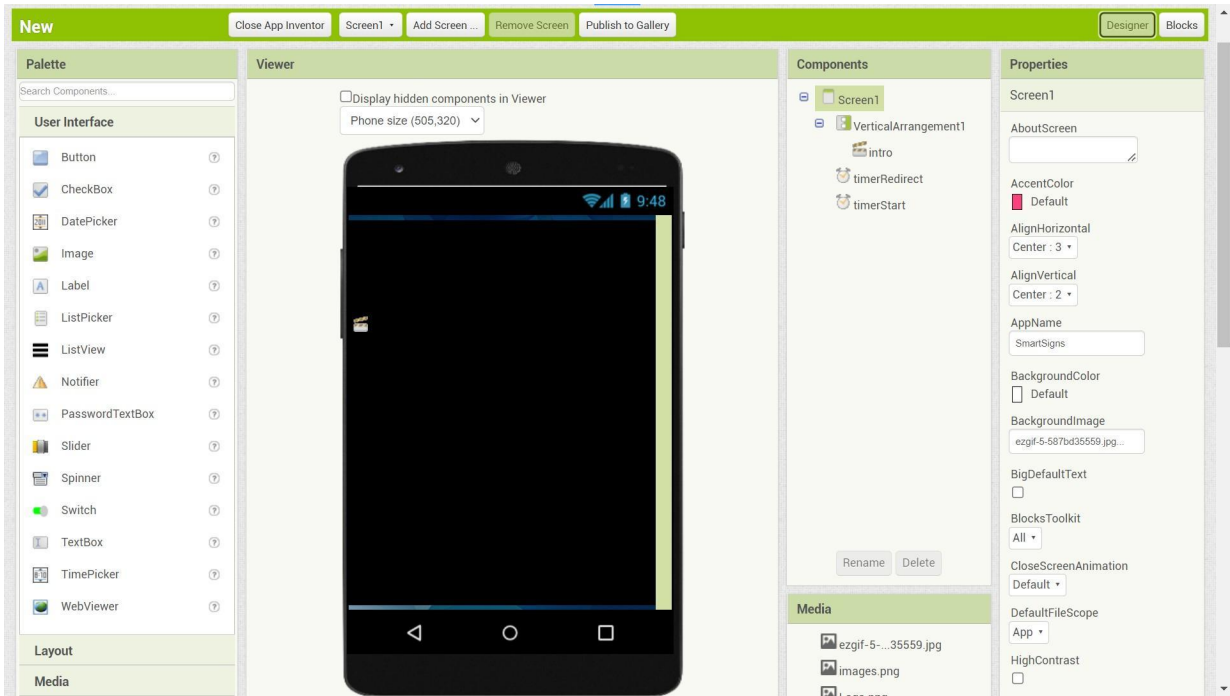 New
Close App Inventor
Screen1
Add Screen ...
Remove Screen
Publish to Gallery
Designer
Blocks
Palette
Search Components...
User Interface
Button
CheckBox
DatePicker
Image
Label
ListPicker
ListView
Notifier
PasswordTextBox
Slider
Spinner
Switch
TextBox
TimePicker
WebViewer
Layout
Media
Viewer
Display hidden components in Viewer
Phone size (505,320)
9:48
Components
Screen1
VerticalArrangement1
intro
timerRedirect
timerStart
Rename
Delete
Media
ezgif-5-...35559.jpg
images.png
Properties
Screen1
AboutScreen
AccentColor
Default
AlignHorizontal
Center : 3
AlignVertical
Center : 2
AppName
SmartSigns
BackgroundColor
Default
BackgroundImage
ezgif-5-587bd35559.jpg...
BigDefaultText
BlocksToolkit
All
CloseScreenAnimation
Default
DefaultFileScope
App
HighContrast